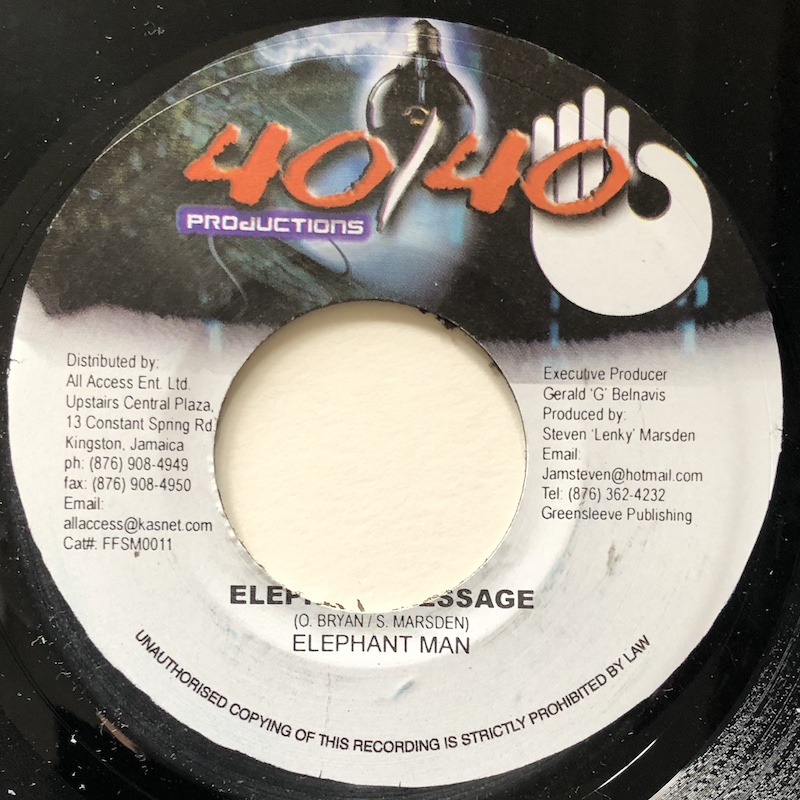 40/40
PRODUCTIONS
Distributed by:
All Access Ent. Ltd.
Upstairs Central Plaza,
13 Constant Spring Rd.
Kingston, Jamaica
ph: (876) 908-4949
fax: (876) 908-4950
Email:
allaccess@kasnet.com
Cat#: FFSM0011
Executive Producer
Gerald 'G' Belnavis
Produced by:
Steven 'Lenky' Marsden
Email:
Jamsteven@hotmail.com
Tel: (876) 362-4232
Greensleeve Publishing
(O. BRYAN / S. MARSDEN)
ELEPHANT MAN
UNAUTHORISED COPYING OF THIS RECORDING IS STRICTLY PROHIBITED BY LAW